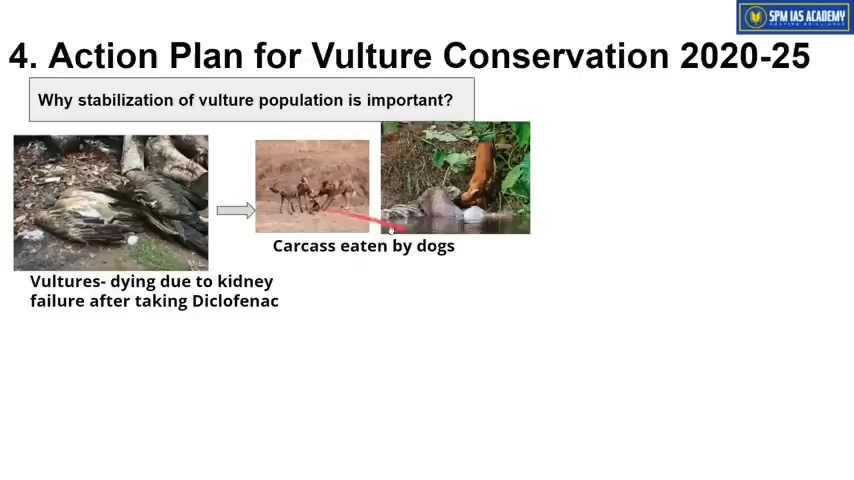 SPM IAS ACADEMY
4. Action Plan for Vulture Conservation 2020-25
Why stabilization of vulture population is important?
Carcass eaten by dogs
Vultures- dying due to kidney
failure after taking Diclofenac